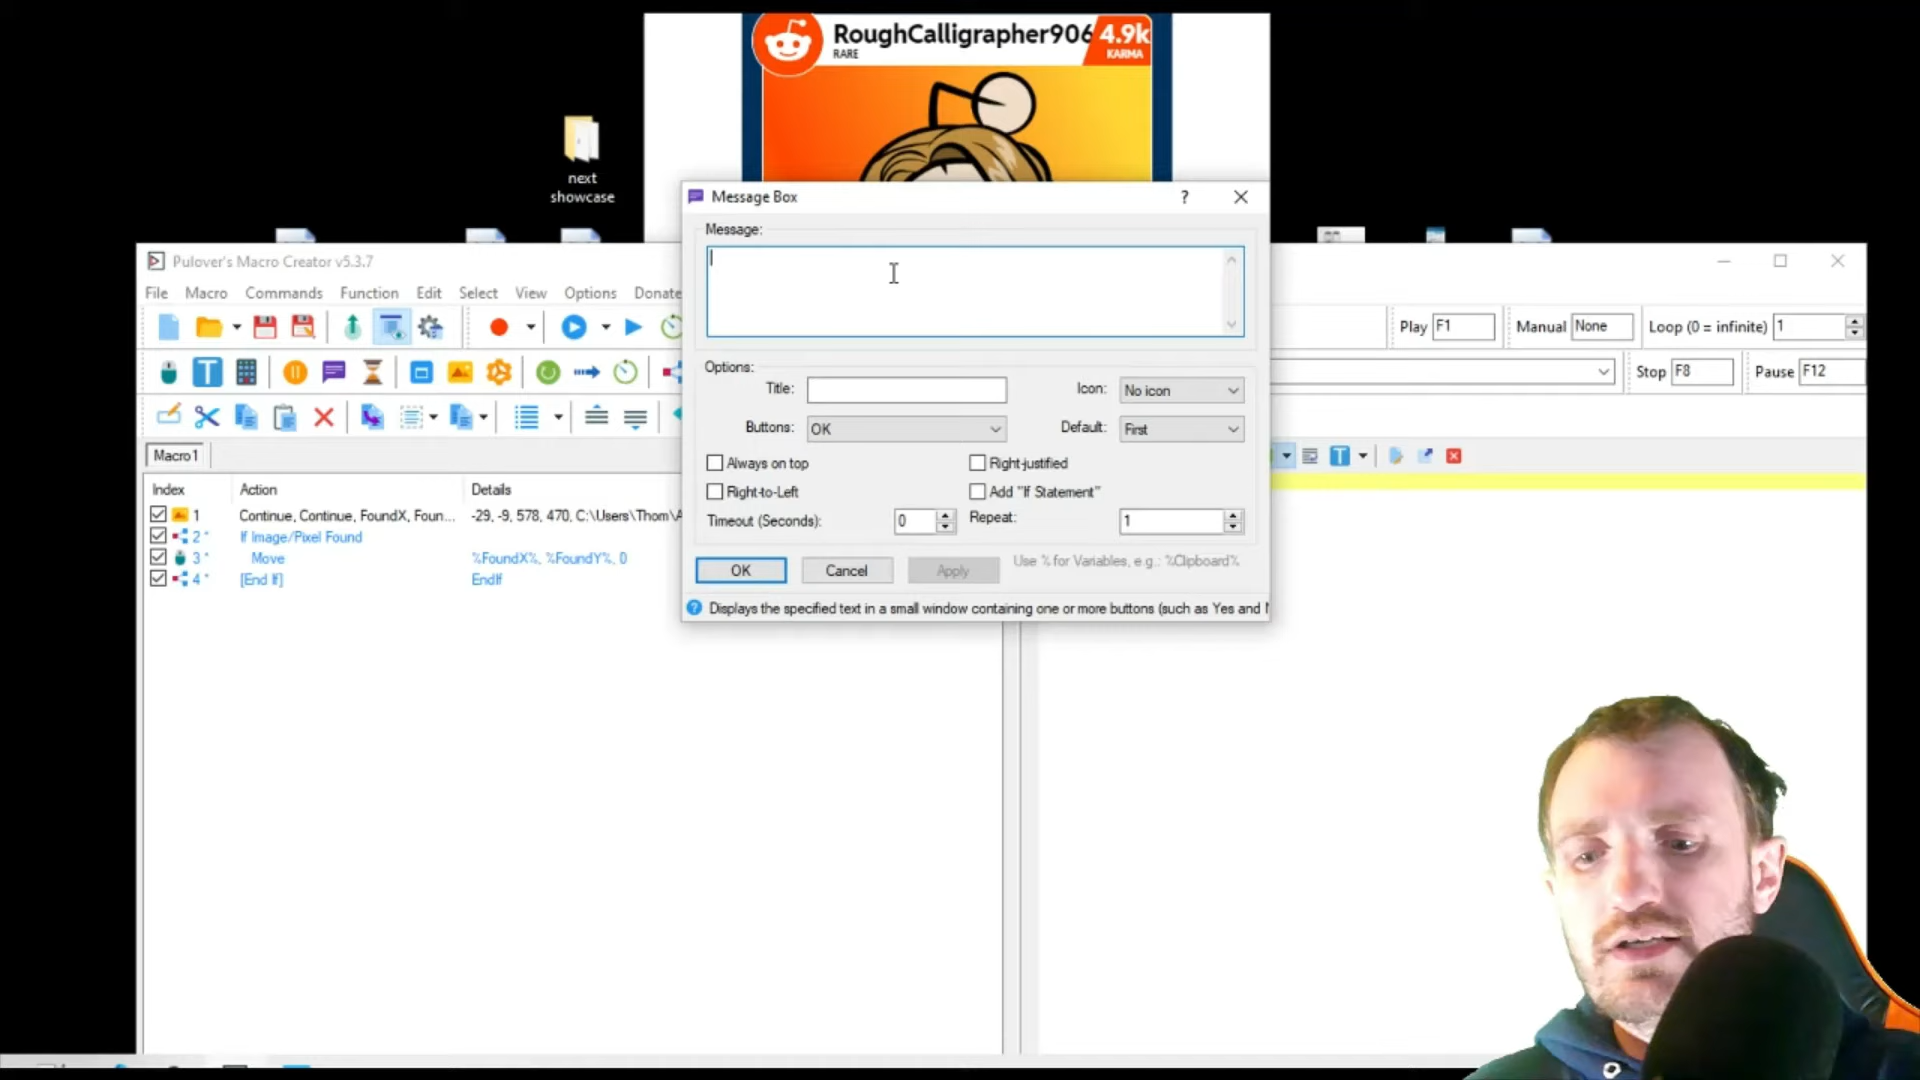 RoughCalligrapher906
RARE
4.9k
KARMA
next
showcase
Message Box
?
Message:
Pulover's Macro Creator v5.3.7
File Macro Commands Function Edit Select View Options Donate
Play F1 Manual None Loop (0 = infinite) 1
Stop F8 Pause F12
Options:
Title:
Icon: No icon
Buttons: OK
Default: First
Always on top
Right-justified
Right-to-Left
Add "If Statement"
Timeout (Seconds): 0
Repeat: 1
OK Cancel Apply
Use % for Variables, e.g.: %Clipboard%
Displays the specified text in a small window containing one or more buttons (such as Yes and
Macro1
Index Action Details
1 Continue, Continue, FoundX, Foun... -29, -9, 578, 470, C:\Users\Thom\A
2 * If Image/Pixel Found
3 * Move %FoundX%, %FoundY%, 0
4 * [End If] EndIf